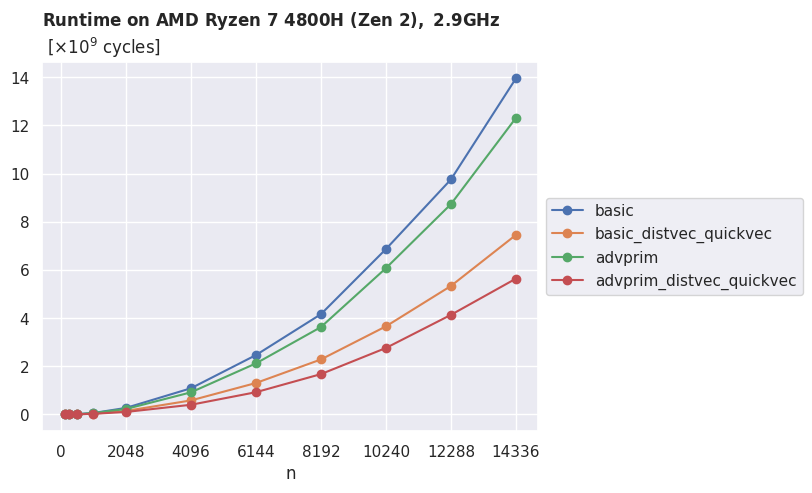 Runtime on AMD Ryzen 7 4800H (Zen 2), 2.9GHz
[×10⁹ cycles]
14
12
10
8
6
4
2
0
0 2048 4096 6144 8192 10240 12288 14336
n
basic
basic_distvec_quickvec
advprim
advprim_distvec_quickvec